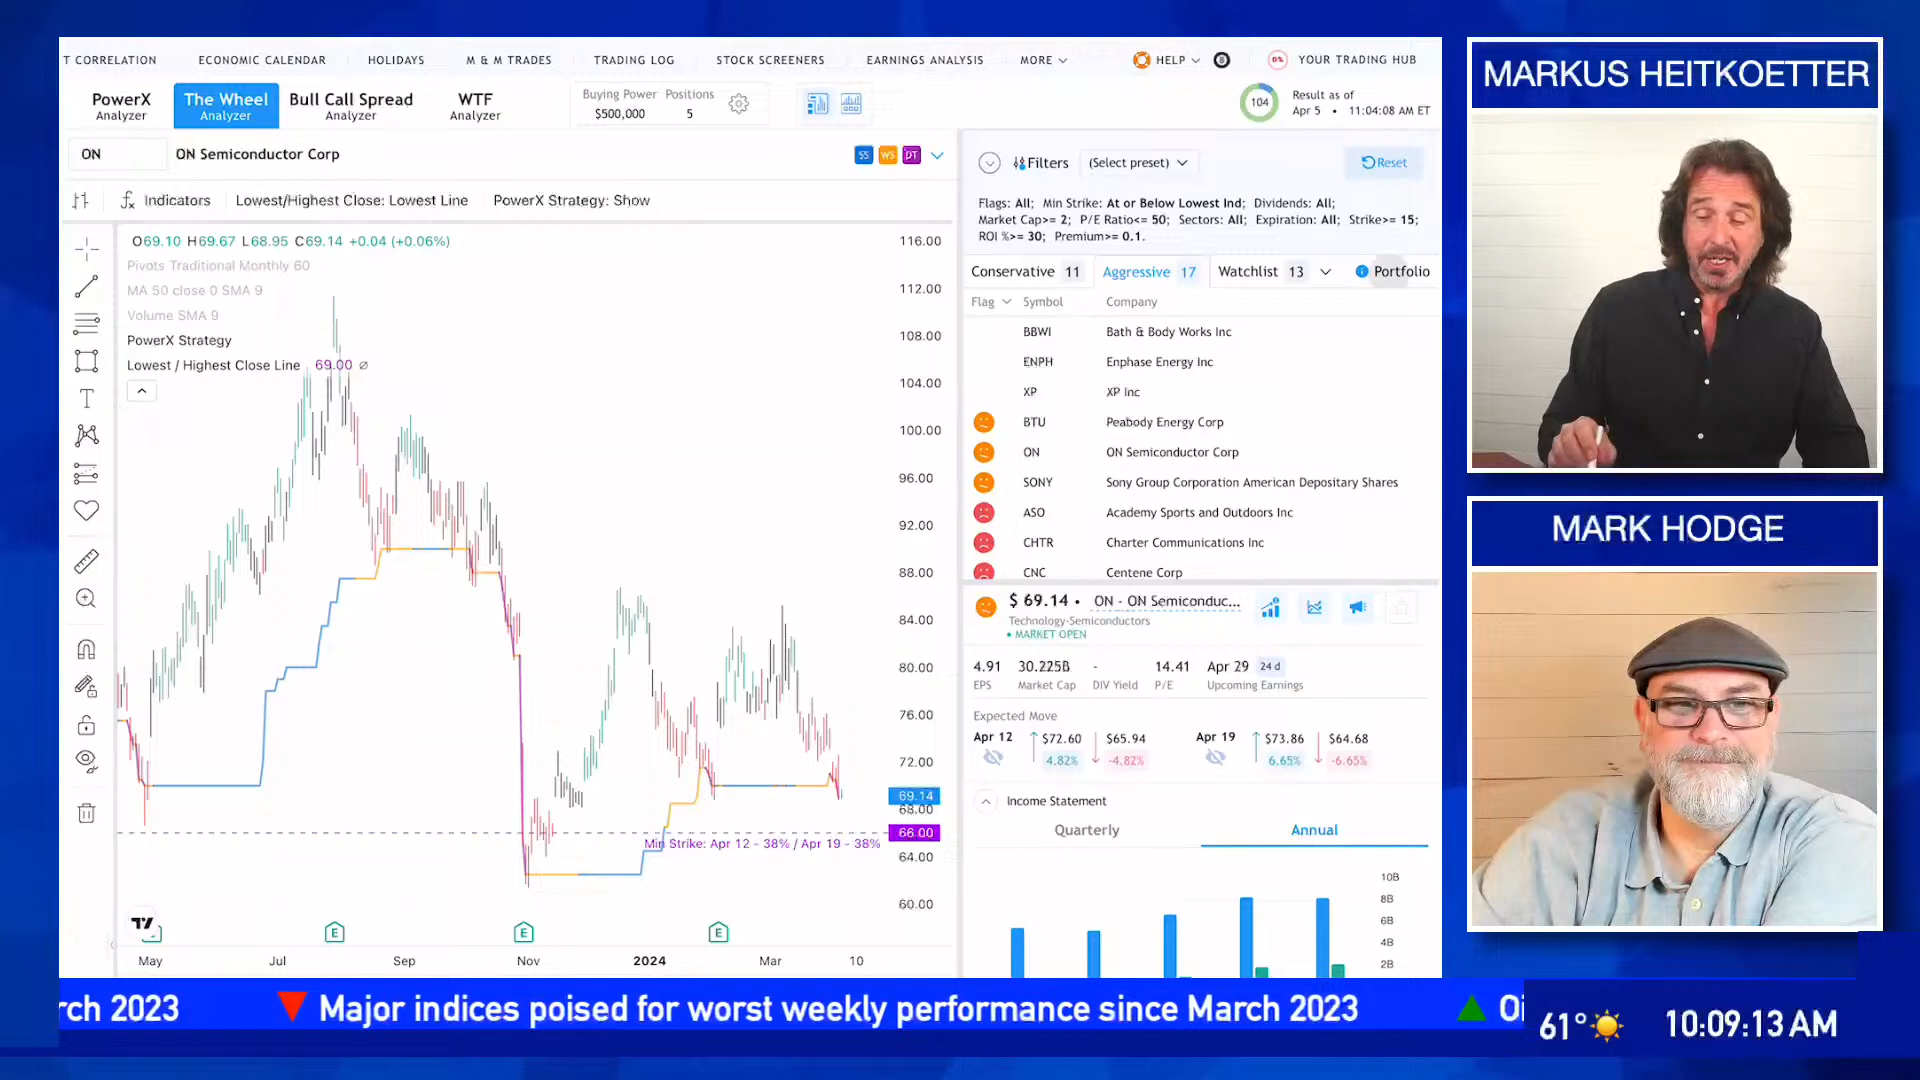 T CORRELATION ECONOMIC CALENDAR HOLIDAYS M & M TRADES TRADING LOG STOCK SCREENERS EARNINGS ANALYSIS MORE HELP YOUR TRADING HUB
PowerX Analyzer
The Wheel Analyzer
Bull Call Spread Analyzer
WTF Analyzer
Buying Power Positions
$500,000 5
104
Result as of
Apr 5 • 11:04:08 AM ET
ON
ON Semiconductor Corp
SS WS DT
Indicators Lowest/Highest Close: Lowest Line PowerX Strategy: Show
O69.10 H69.67 L68.95 C69.14 +0.04 (+0.06%)
Pivots Traditional Monthly 60
MA 50 close 0 SMA 9
Volume SMA 9
PowerX Strategy
Lowest / Highest Close Line 69.00 ∅
116.00
112.00
108.00
104.00
100.00
96.00
92.00
88.00
84.00
80.00
76.00
72.00
69.14
68.00
66.00
64.00
60.00
Min Strike: Apr 12 - 38% / Apr 19 - 38%
E E E
May Jul Sep Nov 2024 Mar 10
Filters (Select preset) Reset
Flags: All; Min Strike: At or Below Lowest Ind; Dividends: All;
Market Cap>= 2; P/E Ratio<= 50; Sectors: All; Expiration: All; Strike>= 15;
ROI %>= 30; Premium>= 0.1.
Conservative 11 Aggressive 17 Watchlist 13 Portfolio
Flag Symbol Company
BBWI Bath & Body Works Inc
ENPH Enphase Energy Inc
XP XP Inc
BTU Peabody Energy Corp
ON ON Semiconductor Corp
SONY Sony Group Corporation American Depositary Shares
ASO Academy Sports and Outdoors Inc
CHTR Charter Communications Inc
CNC Centene Corp
$ 69.14 • ON - ON Semiconduc...
Technology-Semiconductors
• MARKET OPEN
4.91 30.225B - 14.41 Apr 29 24 d
EPS Market Cap DIV Yield P/E Upcoming Earnings
Expected Move
Apr 12 $72.60 $65.94 Apr 19 $73.86 $64.68
4.82% -4.82% 6.65% -6.65%
Income Statement
Quarterly Annual
10B
8B
6B
4B
2B
MARKUS HEITKOETTER
MARK HODGE
rch 2023 Major indices poised for worst weekly performance since March 2023 Oi
61° 10:09:13 AM